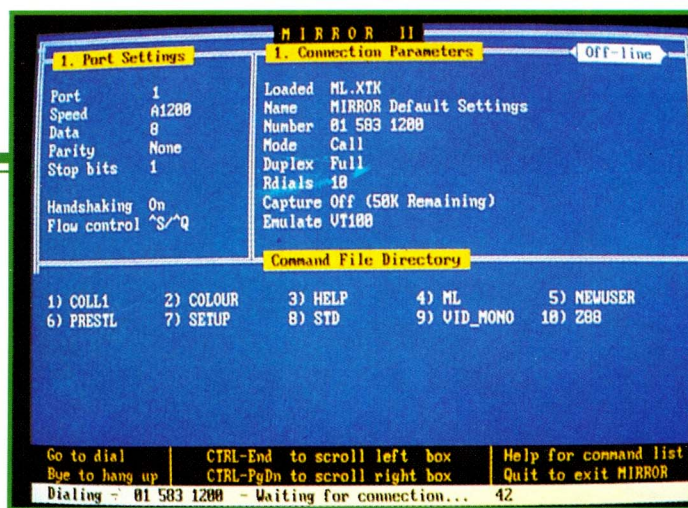 MIRROR II
1. Port Settings
1. Connection Parameters
Off-line
Port 1
Speed A1200
Data 8
Parity None
Stop bits 1
Handshaking On
Flow control ^S/^Q
Loaded ML.XTK
Name MIRROR Default Settings
Number 01 583 1200
Mode Call
Duplex Full
Rdials 10
Capture Off (50K Remaining)
Emulate VT100
Command File Directory
1) COLL1 2) COLOUR 3) HELP 4) ML 5) NEWUSER
6) PRESTL 7) SETUP 8) STD 9) VID_MONO 10) Z88
Go to dial CTRL-End to scroll left box Help for command list
Bye to hang up CTRL-PgDn to scroll right box Quit to exit MIRROR
Dialing - 01 583 1200 - Waiting for connection... 42